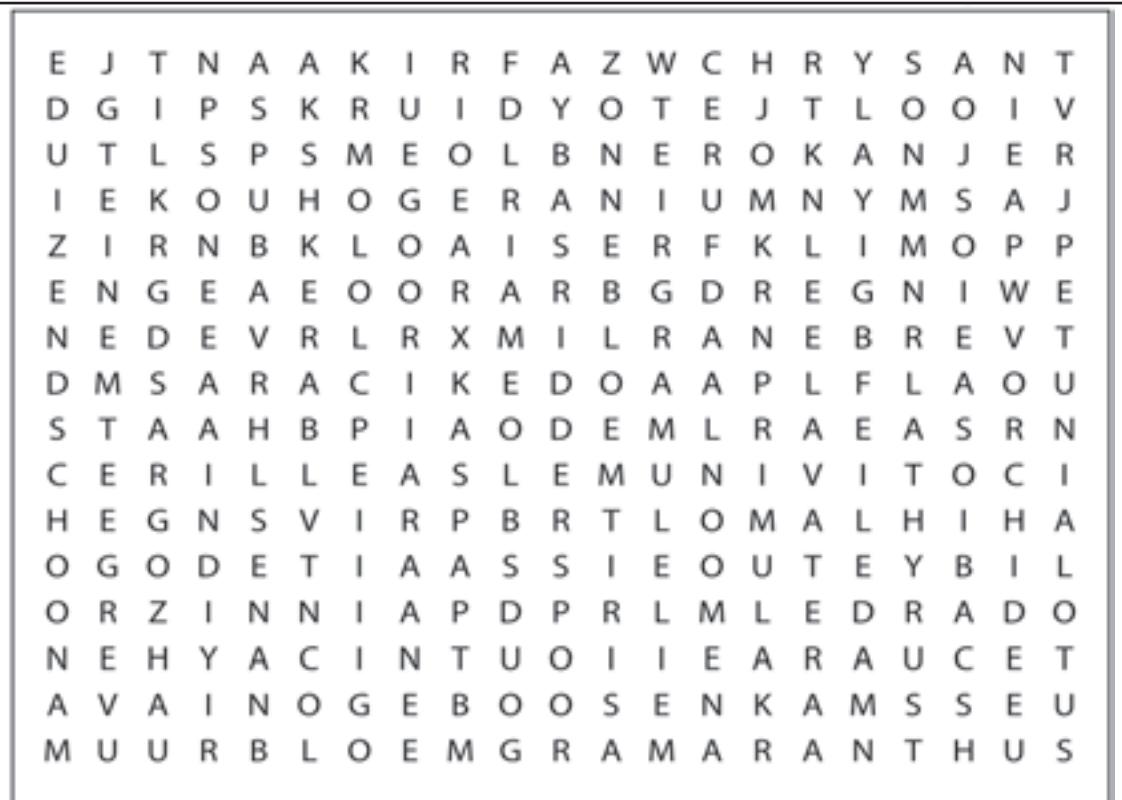 E J T N A A K I R F A Z W C H R Y S A N T
D G I P S K R U I D Y O T E J T L O O I V
U T L S P S M E O L B N E R O K A N J E R
I E K O U H O G E R A N I U M N Y M S A J
Z I R N B K L O A I S E R F K L I M O P P
E N G E A E O O R A R B G D R E G N I W E
N E D E V R L R X M I L R A N E B R E V T
D M S A R A C I K E D O A A P L F L A O U
S T A A H B P I A O D E M L R A E A S R N
C E R I L L E A S L E M U N I V I T O C I
H E G N S V I R P B R T L O M A L H I H A
O G O D E T I A A S S I E O U T E Y B I L
O R Z I N N I A P D P R L M L E D R A D O
N E H Y A C I N T U O I I E A R A U C E T
A V A I N O G E B O O S E N K A M S S E U
M U U R B L O E M G R A M A R A N T H U S